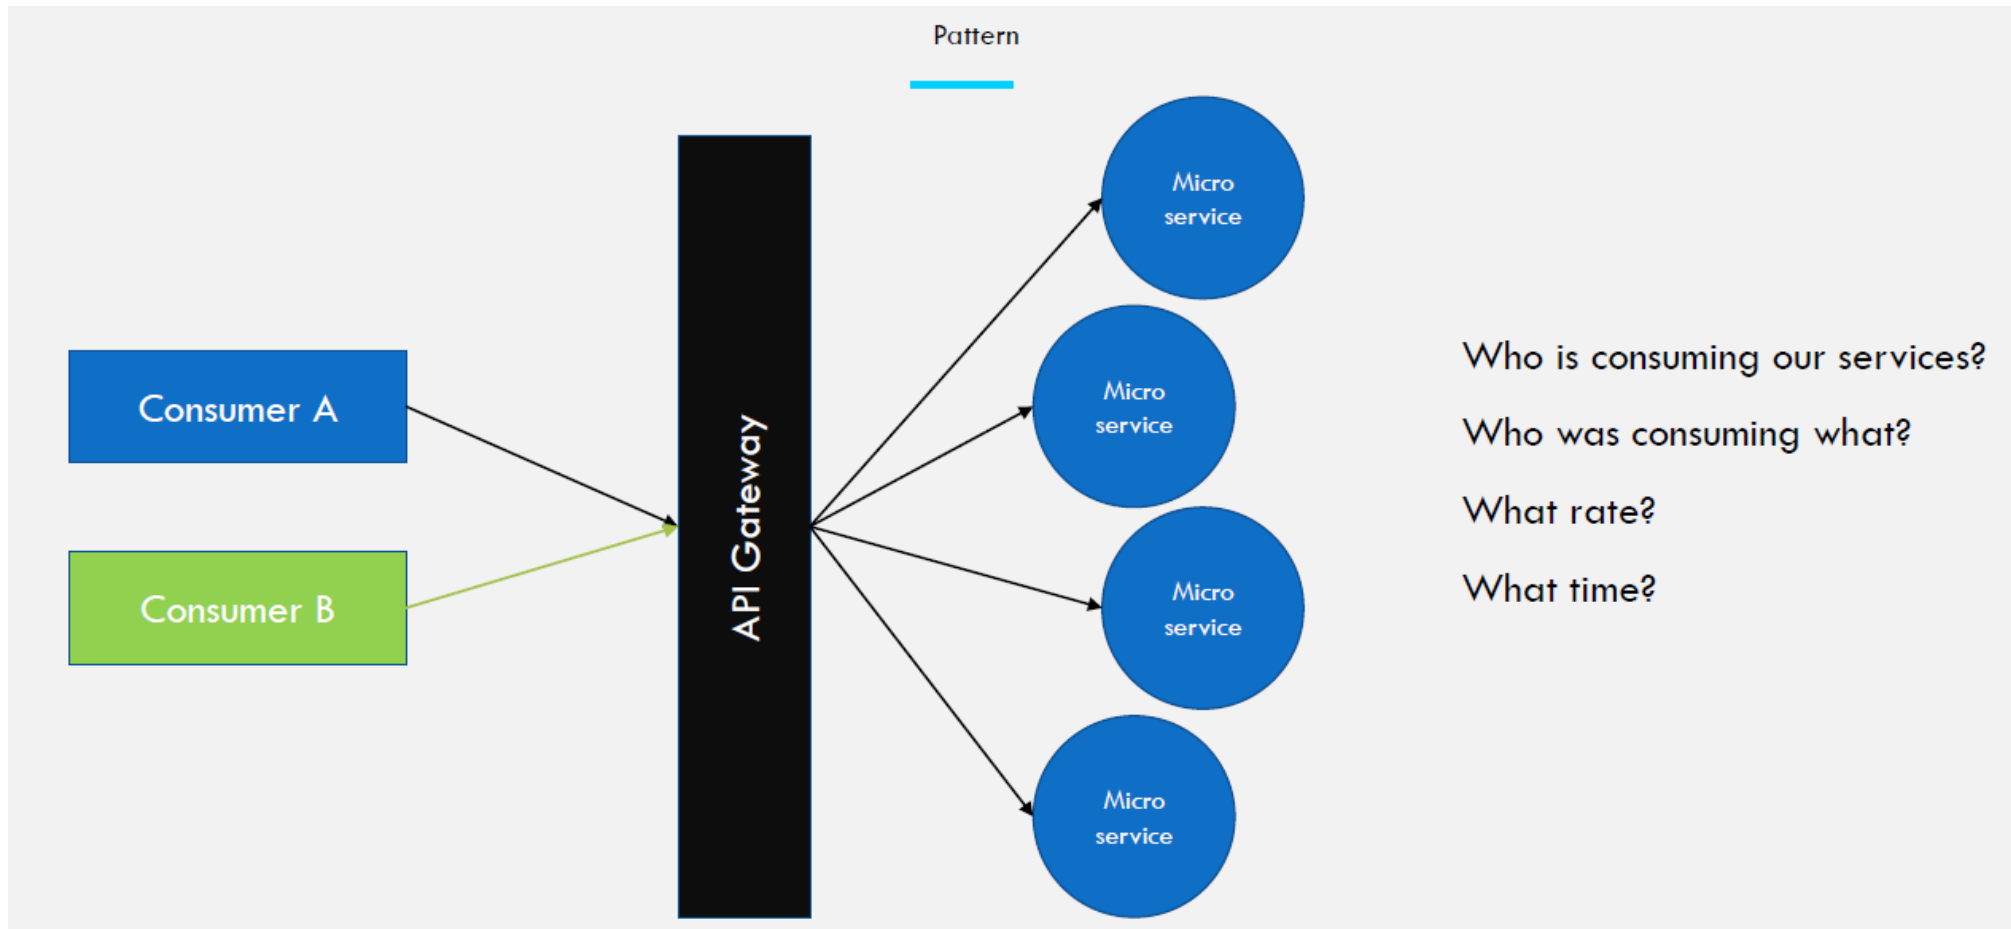 Pattern
Consumer A
Consumer B
API Gateway
Micro
service
Micro
service
Micro
service
Micro
service
Who is consuming our services?
Who was consuming what?
What rate?
What time?